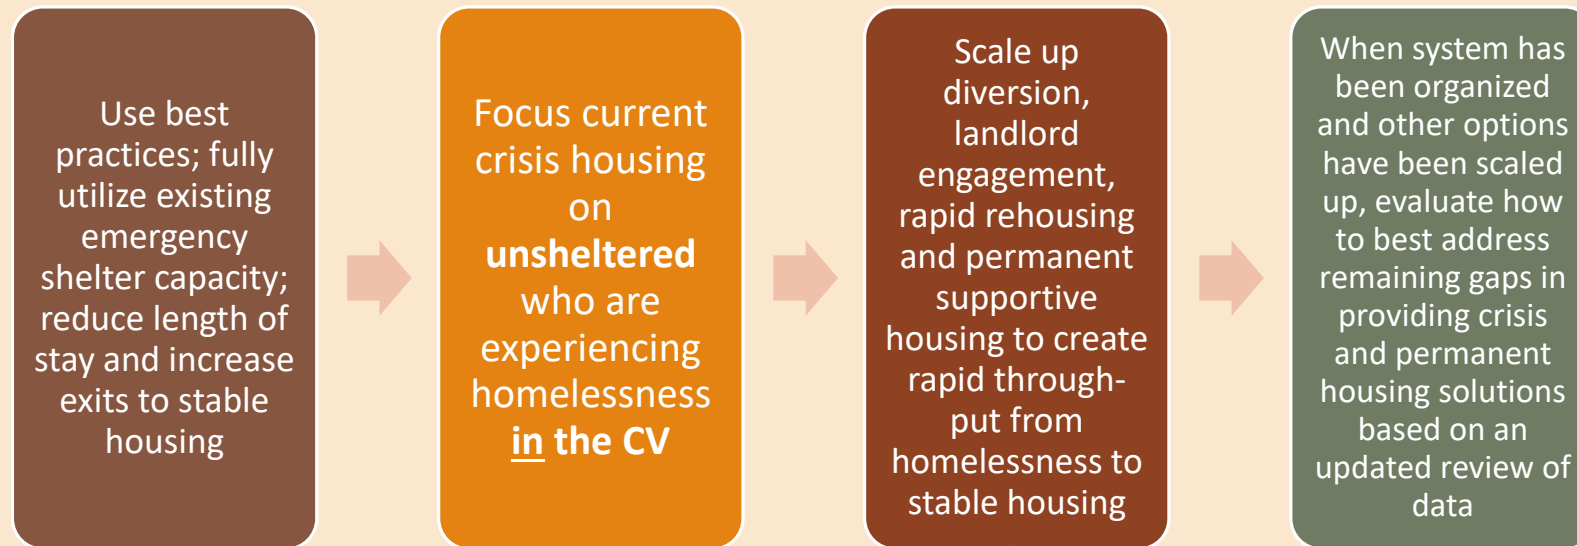 Use best
practices; fully
utilize existing
emergency
shelter capacity;
reduce length of
stay and increase
exits to stable
housing
Focus current
crisis housing
on
unsheltered
who are
experiencing
homelessness
in the CV
Scale up
diversion,
landlord
engagement,
rapid rehousing
and permanent
supportive
housing to create
rapid through-
put from
homelessness to
stable housing
When system has
been organized
and other options
have been scaled
up, evaluate how
to best address
remaining gaps in
providing crisis
and permanent
housing solutions
based on an
updated review of
data